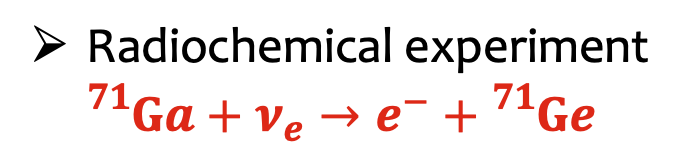 ➢ Radiochemical experiment
⁷¹Ga + νₑ → e⁻ + ⁷¹Ge